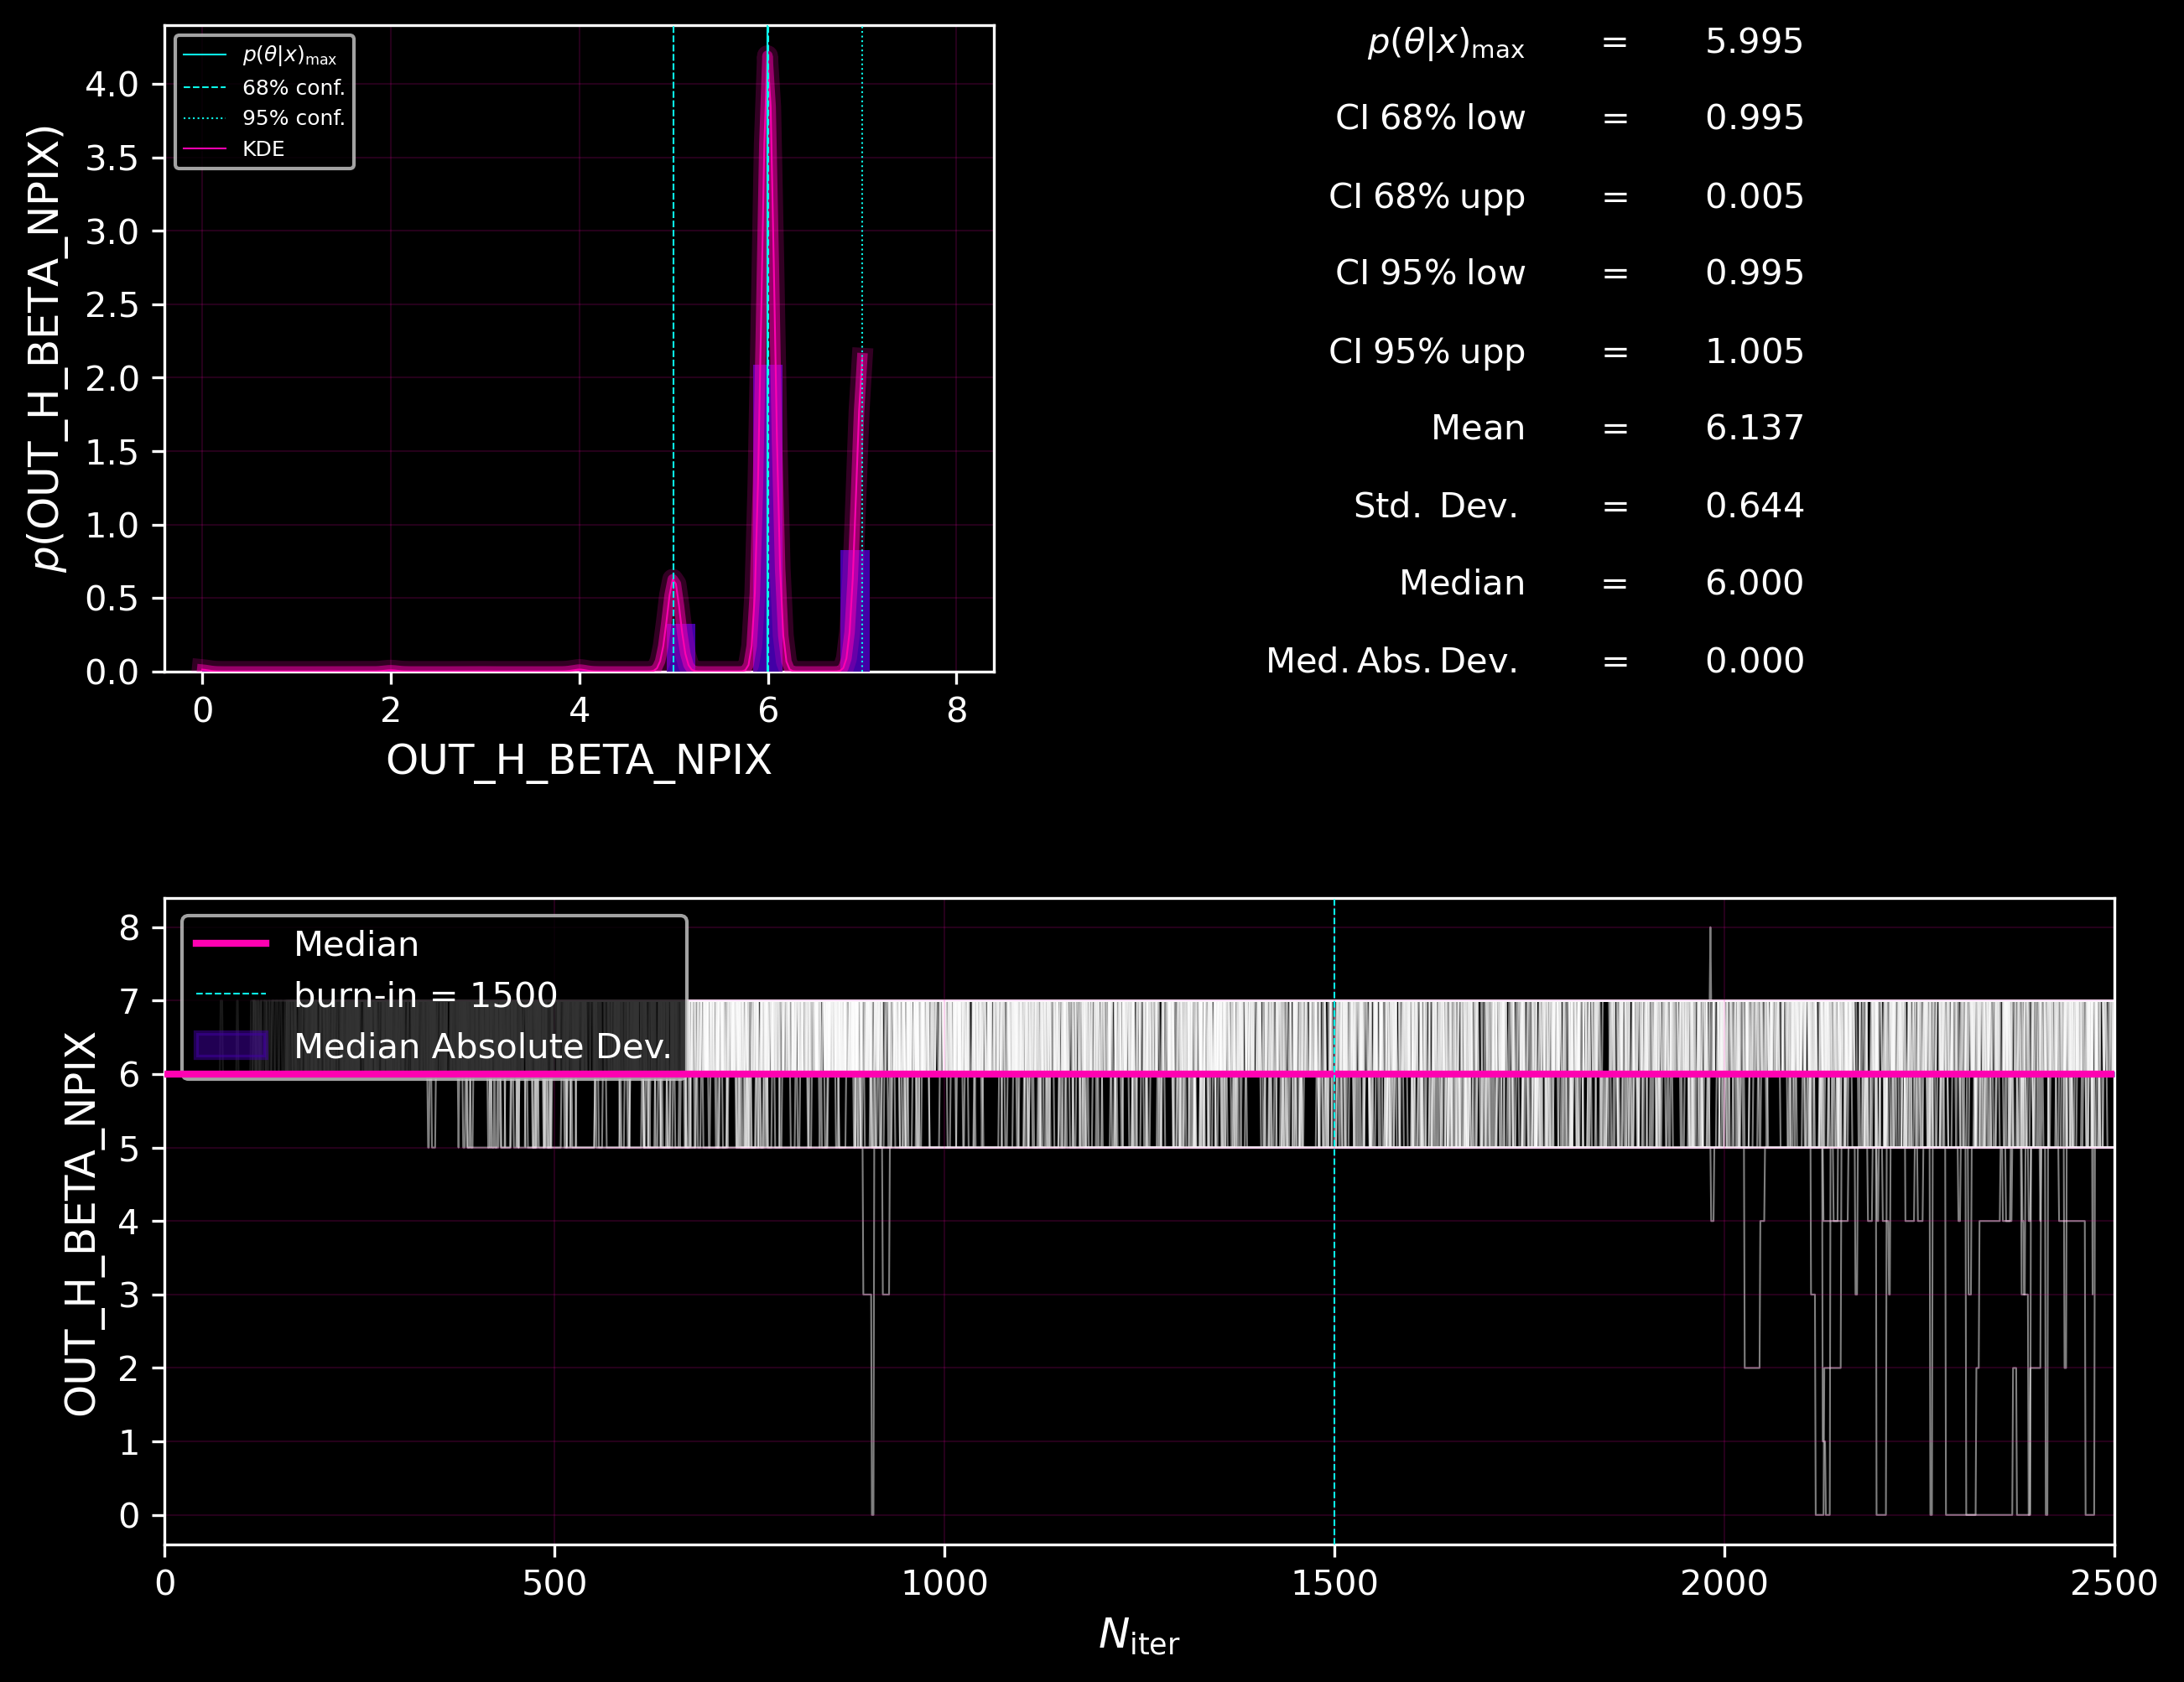 p(θ|x)max
68% conf.
95% conf.
KDE
p(OUT_H_BETA_NPIX)
4.0
3.5
3.0
2.5
2.0
1.5
1.0
0.5
0.0
0 2 4 6 8
OUT_H_BETA_NPIX
p(θ|x)max = 5.995
CI 68% low = 0.995
CI 68% upp = 0.005
CI 95% low = 0.995
CI 95% upp = 1.005
Mean = 6.137
Std. Dev. = 0.644
Median = 6.000
Med. Abs. Dev. = 0.000
Median
burn-in = 1500
Median Absolute Dev.
OUT_H_BETA_NPIX
8
7
6
5
4
3
2
1
0
0 500 1000 1500 2000 2500
Niter